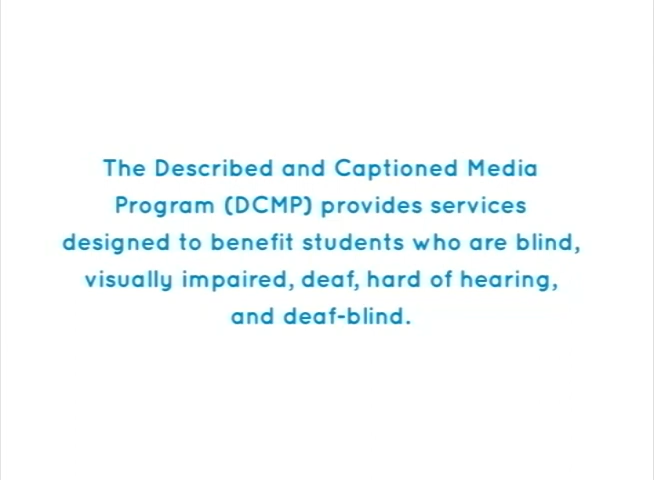 The Described and Captioned Media
Program (DCMP) provides services
designed to benefit students who are blind,
visually impaired, deaf, hard of hearing,
and deaf-blind.